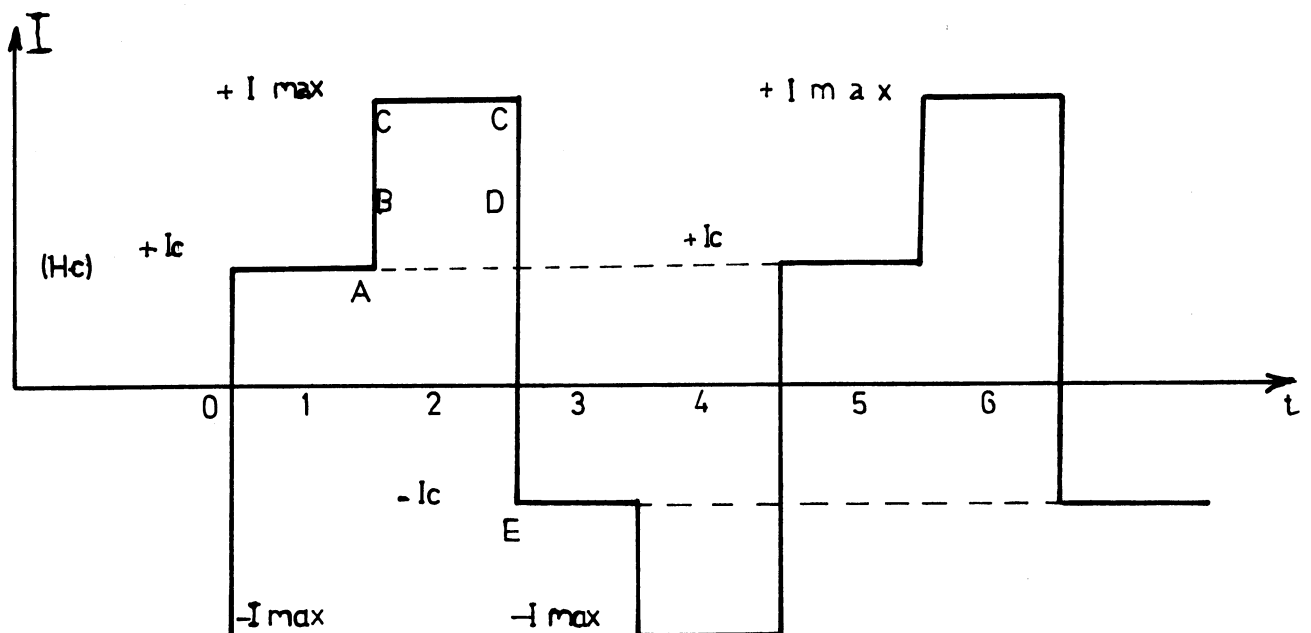 I
+ I max
+ I m a x
C C
B D
+ Ic
+ Ic
(Hc)
A
0 1 2 3 4 5 6
t
- Ic
E
-I max
-I max